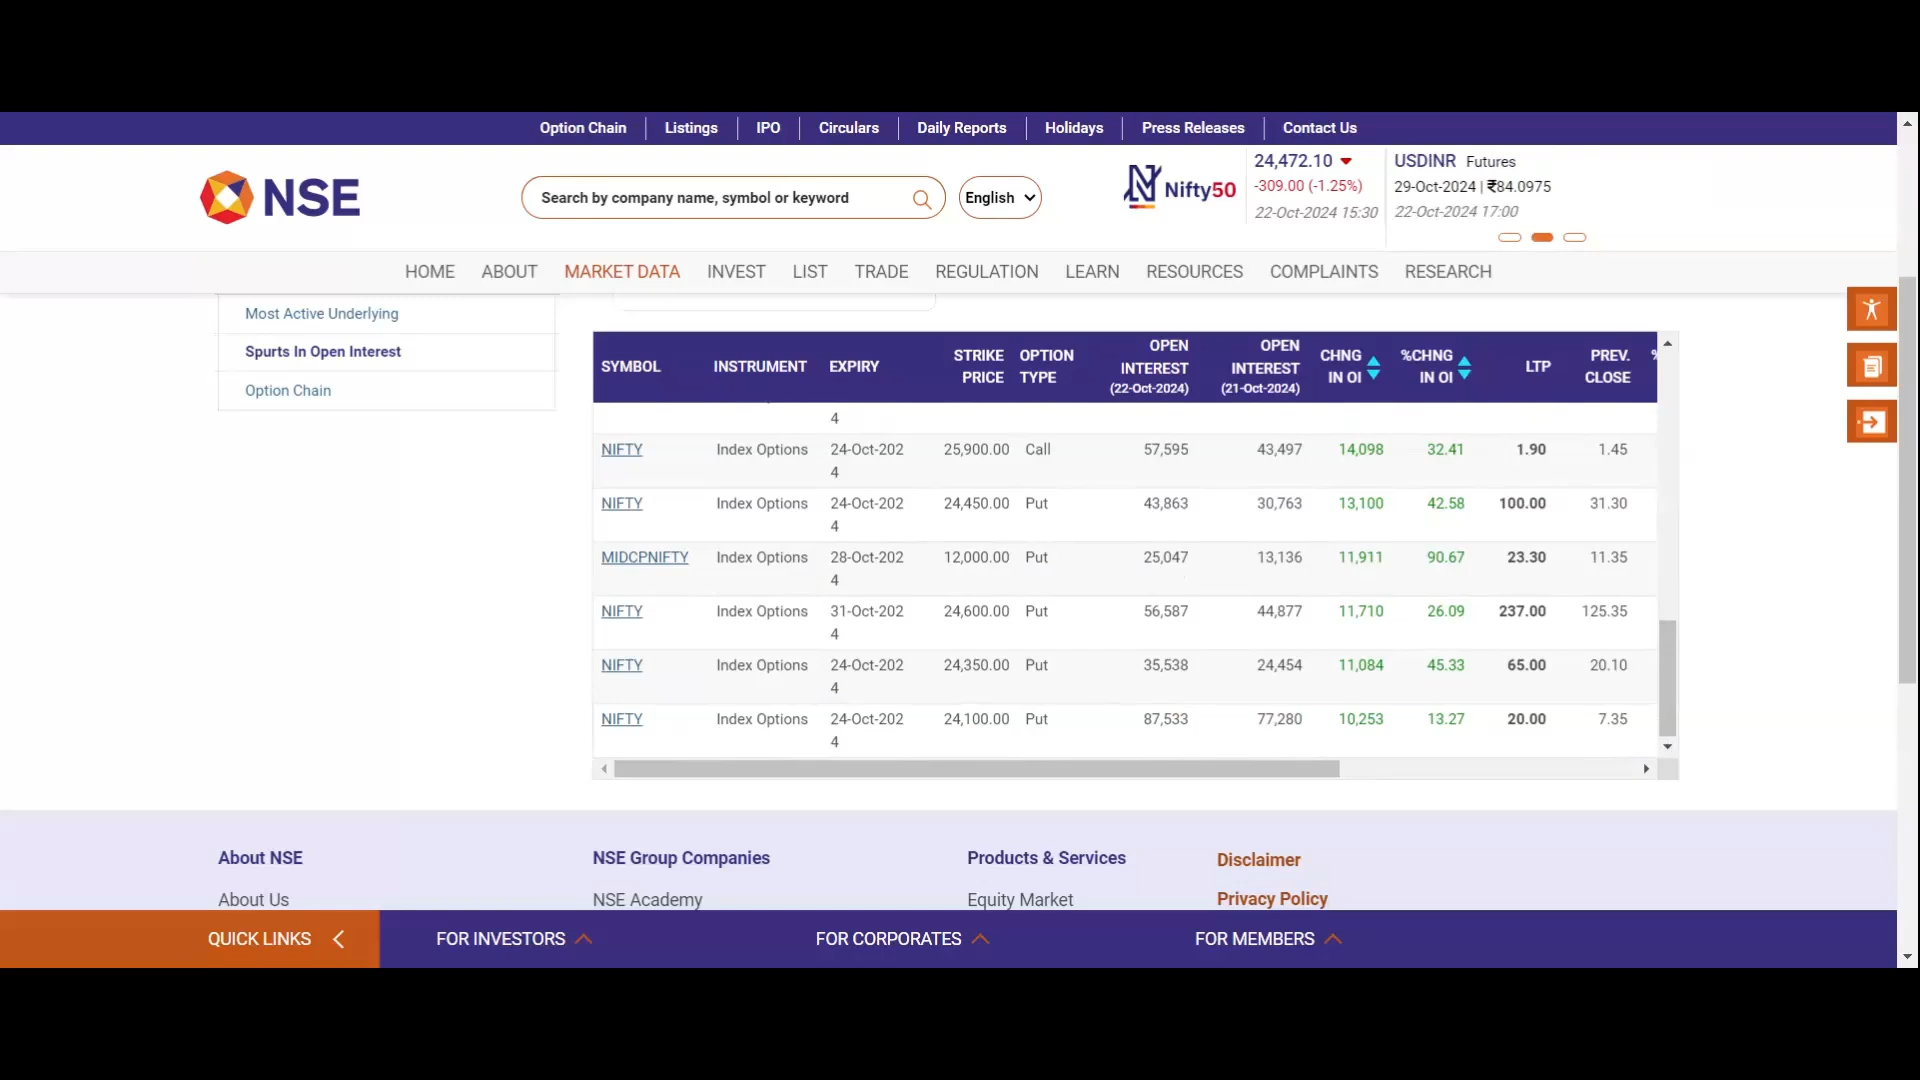 Option Chain Listings IPO Circulars Daily Reports Holidays Press Releases Contact Us
NSE
Search by company name, symbol or keyword
English
Nifty50
24,472.10
-309.00 (-1.25%)
22-Oct-2024 15:30
USDINR Futures
29-Oct-2024 | ₹84.0975
22-Oct-2024 17:00
HOME ABOUT MARKET DATA INVEST LIST TRADE REGULATION LEARN RESOURCES COMPLAINTS RESEARCH
Most Active Underlying
Spurts In Open Interest
Option Chain
SYMBOL INSTRUMENT EXPIRY STRIKE PRICE OPTION TYPE OPEN INTEREST (22-Oct-2024) OPEN INTEREST (21-Oct-2024) CHNG IN OI %CHNG IN OI LTP PREV. CLOSE %
4
NIFTY Index Options 24-Oct-202 25,900.00 Call 57,595 43,497 14,098 32.41 1.90 1.45
4
NIFTY Index Options 24-Oct-202 24,450.00 Put 43,863 30,763 13,100 42.58 100.00 31.30
4
MIDCPNIFTY Index Options 28-Oct-202 12,000.00 Put 25,047 13,136 11,911 90.67 23.30 11.35
4
NIFTY Index Options 31-Oct-202 24,600.00 Put 56,587 44,877 11,710 26.09 237.00 125.35
4
NIFTY Index Options 24-Oct-202 24,350.00 Put 35,538 24,454 11,084 45.33 65.00 20.10
4
NIFTY Index Options 24-Oct-202 24,100.00 Put 87,533 77,280 10,253 13.27 20.00 7.35
4
About NSE NSE Group Companies Products & Services Disclaimer
About Us NSE Academy Equity Market Privacy Policy
QUICK LINKS FOR INVESTORS FOR CORPORATES FOR MEMBERS